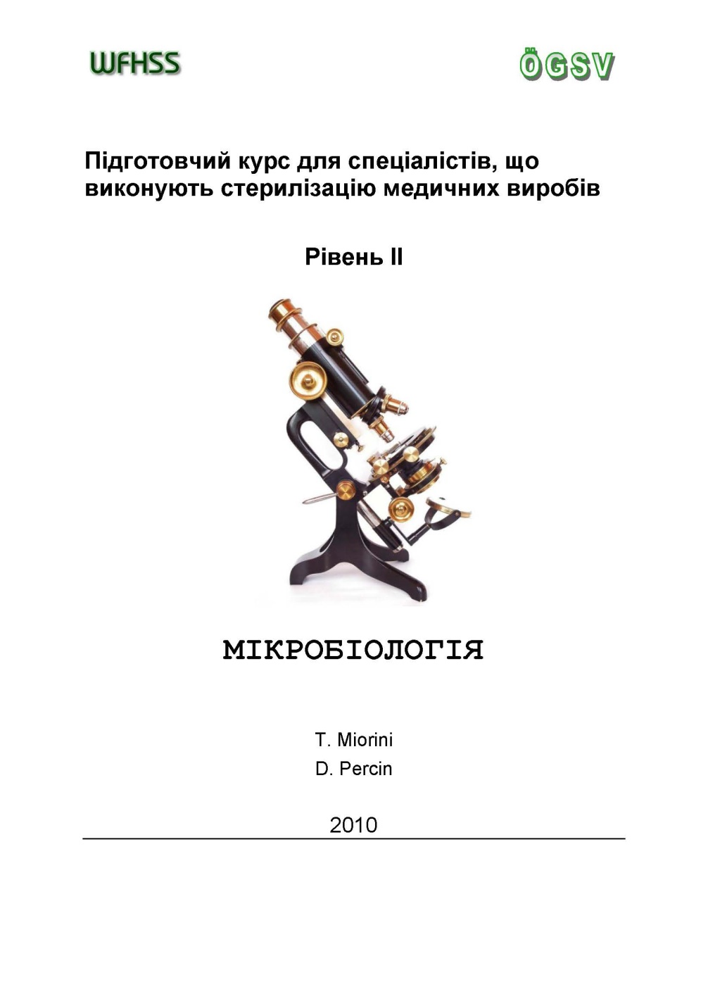 WFHSS
ÖGSV
Підготовчий курс для спеціалістів, що
виконують стерилізацію медичних виробів
Рівень II
МІКРОБІОЛОГІЯ
T. Miorini
D. Percin
2010